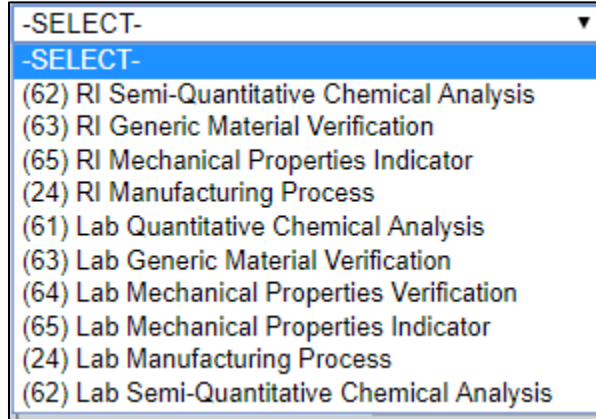 -SELECT-
-SELECT-
(62) RI Semi-Quantitative Chemical Analysis
(63) RI Generic Material Verification
(65) RI Mechanical Properties Indicator
(24) RI Manufacturing Process
(61) Lab Quantitative Chemical Analysis
(63) Lab Generic Material Verification
(64) Lab Mechanical Properties Verification
(65) Lab Mechanical Properties Indicator
(24) Lab Manufacturing Process
(62) Lab Semi-Quantitative Chemical Analysis